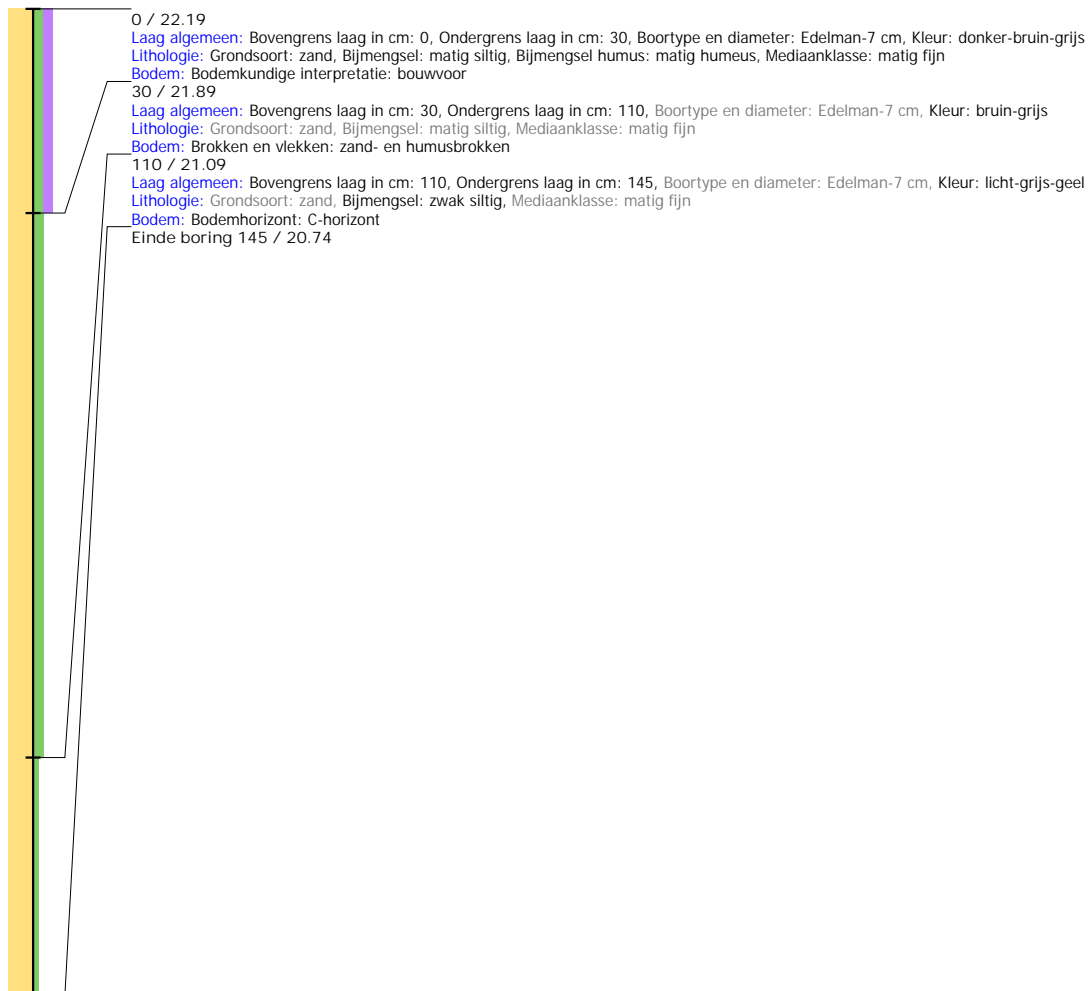 0 / 22.19
Laag algemeen: Bovengrens laag in cm: 0, Ondergrens laag in cm: 30, Boortype en diameter: Edelman-7 cm, Kleur: donker-bruin-grijs
Lithologie: Grondsoort: zand, Bijmengsel: matig siltig, Bijmengsel humus: matig humeus, Mediaanklasse: matig fijn
Bodem: Bodemkundige interpretatie: bouwvoor
30 / 21.89
Laag algemeen: Bovengrens laag in cm: 30, Ondergrens laag in cm: 110, Boortype en diameter: Edelman-7 cm, Kleur: bruin-grijs
Lithologie: Grondsoort: zand, Bijmengsel: matig siltig, Mediaanklasse: matig fijn
Bodem: Brokken en vlekken: zand- en humusbrokken
110 / 21.09
Laag algemeen: Bovengrens laag in cm: 110, Ondergrens laag in cm: 145, Boortype en diameter: Edelman-7 cm, Kleur: licht-grijs-geel
Lithologie: Grondsoort: zand, Bijmengsel: zwak siltig, Mediaanklasse: matig fijn
Bodem: Bodemhorizont: C-horizont
Einde boring 145 / 20.74